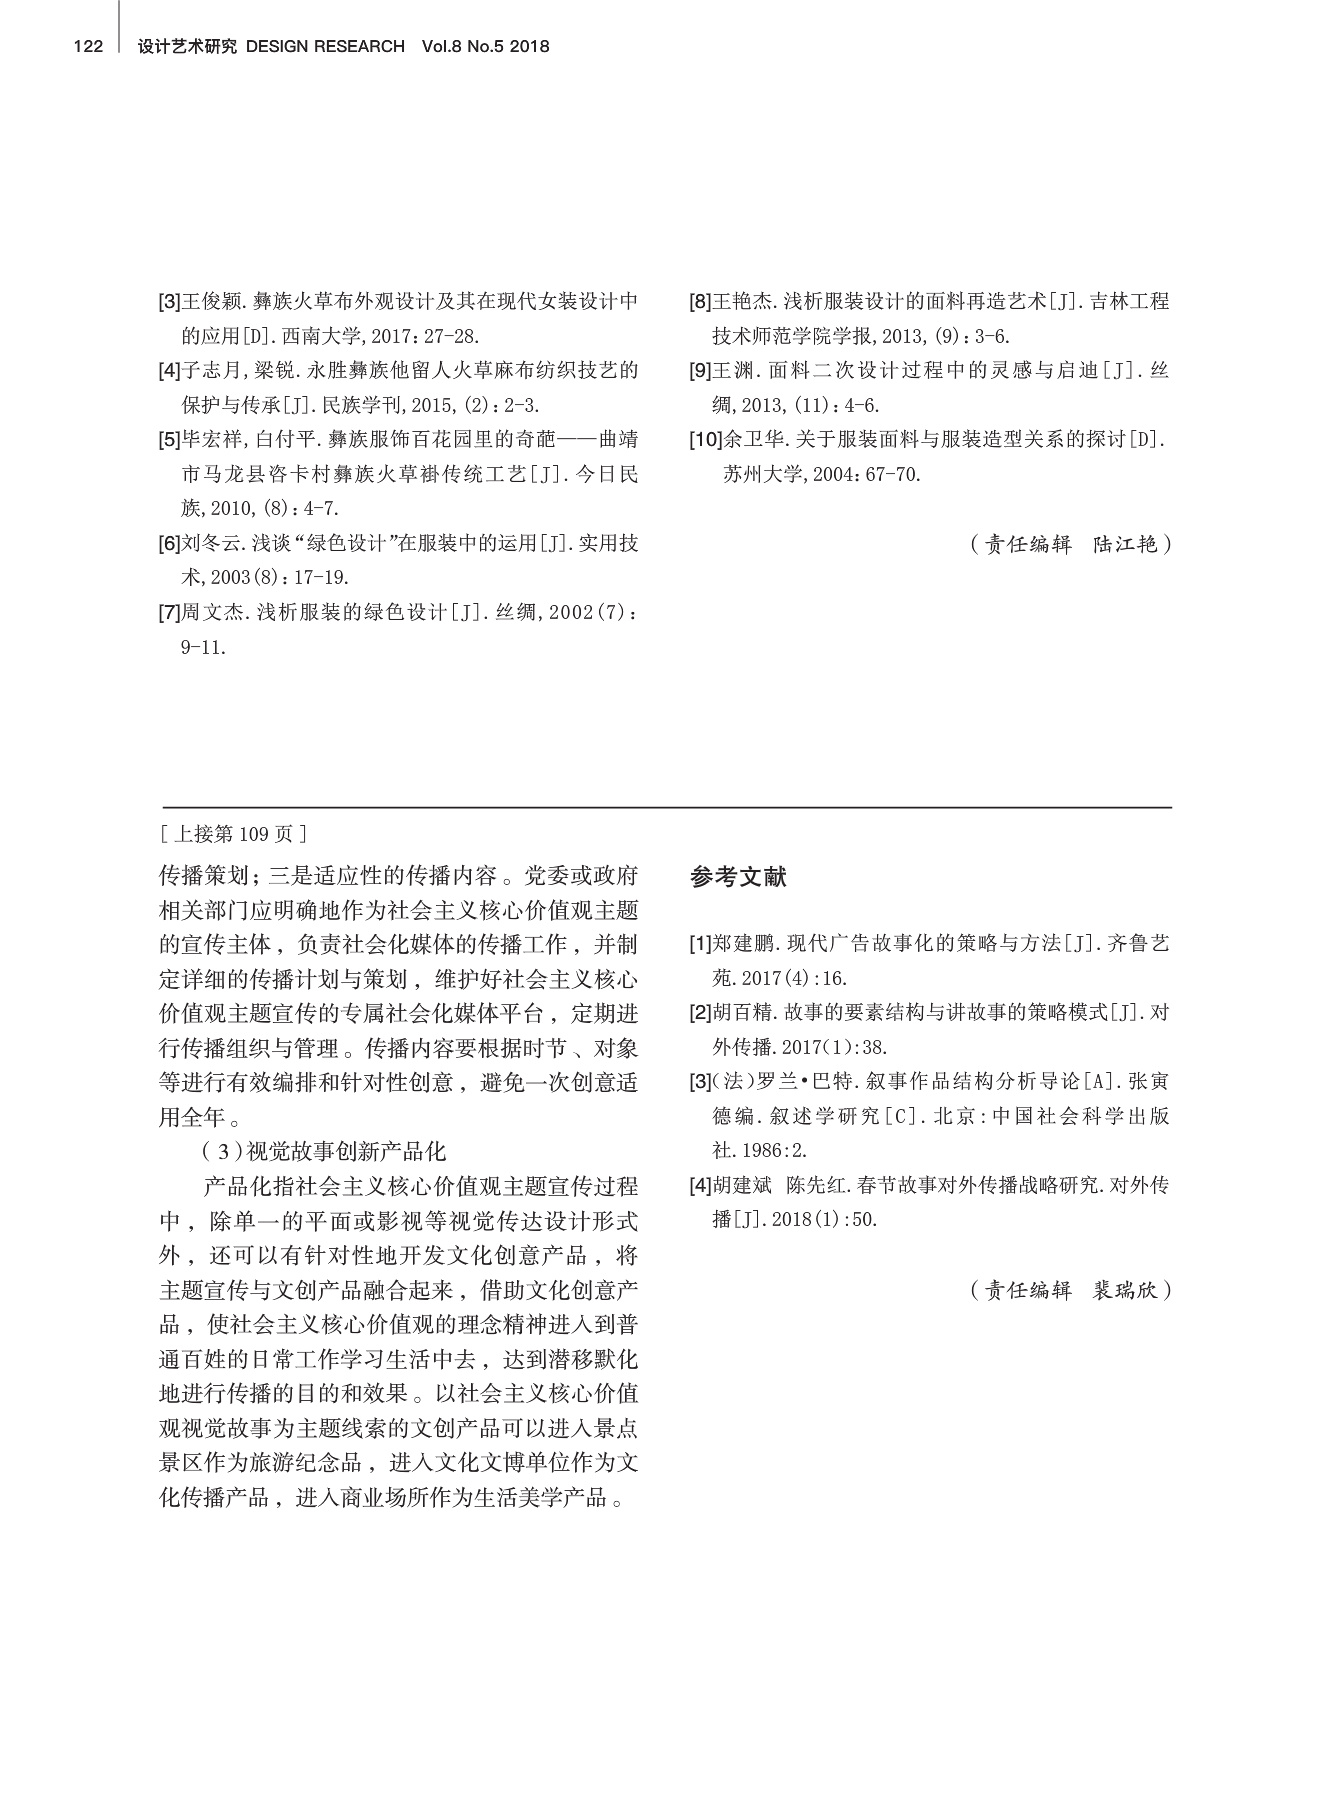 122 设计艺术研究 DESIGN RESEARCH Vol.8 No.5 2018
[3]王俊颖. 彝族火草布外观设计及其在现代女装设计中
的应用[D]. 西南大学, 2017: 27-28.
[4]子志月, 梁锐. 永胜彝族他留人火草麻布纺织技艺的
保护与传承[J]. 民族学刊, 2015, (2): 2-3.
[5]毕宏祥, 白付平. 彝族服饰百花园里的奇葩——曲靖
市马龙县咨卡村彝族火草褂传统工艺[J]. 今日民
族, 2010, (8): 4-7.
[6]刘冬云. 浅谈“绿色设计”在服装中的运用[J]. 实用技
术, 2003(8): 17-19.
[7]周文杰. 浅析服装的绿色设计[J]. 丝绸, 2002(7):
9-11.
[8]王艳杰. 浅析服装设计的面料再造艺术[J]. 吉林工程
技术师范学院学报, 2013, (9): 3-6.
[9]王渊. 面料二次设计过程中的灵感与启迪[J]. 丝
绸, 2013, (11): 4-6.
[10]余卫华. 关于服装面料与服装造型关系的探讨[D].
苏州大学, 2004: 67-70.
（责任编辑 陆江艳）
[上接第 109 页]
传播策划；三是适应性的传播内容。党委或政府
相关部门应明确地作为社会主义核心价值观主题
的宣传主体，负责社会化媒体的传播工作，并制
定详细的传播计划与策划，维护好社会主义核心
价值观主题宣传的专属社会化媒体平台，定期进
行传播组织与管理。传播内容要根据时节、对象
等进行有效编排和针对性创意，避免一次创意适
用全年。
（3）视觉故事创新产品化
产品化指社会主义核心价值观主题宣传过程
中，除单一的平面或影视等视觉传达设计形式
外，还可以有针对性地开发文化创意产品，将
主题宣传与文创产品融合起来，借助文化创意产
品，使社会主义核心价值观的理念精神进入到普
通百姓的日常工作学习生活中去，达到潜移默化
地进行传播的目的和效果。以社会主义核心价值
观视觉故事为主题线索的文创产品可以进入景点
景区作为旅游纪念品，进入文化文博单位作为文
化传播产品，进入商业场所作为生活美学产品。
参考文献
[1]郑建鹏. 现代广告故事化的策略与方法[J]. 齐鲁艺
苑. 2017(4):16.
[2]胡百精. 故事的要素结构与讲故事的策略模式[J]. 对
外传播. 2017(1):38.
[3](法)罗兰•巴特. 叙事作品结构分析导论[A]. 张寅
德编. 叙述学研究[C]. 北京:中国社会科学出版
社. 1986:2.
[4]胡建斌 陈先红. 春节故事对外传播战略研究. 对外传
播[J]. 2018(1):50.
（责任编辑 裴瑞欣）